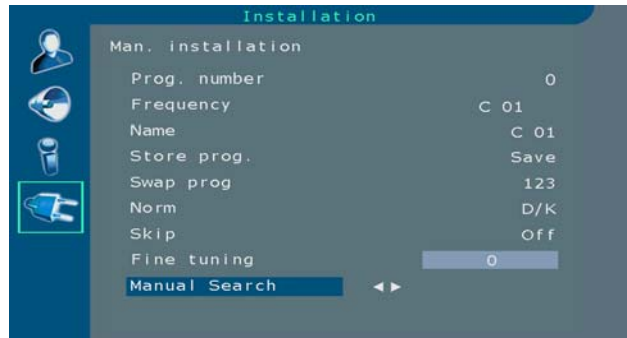 Installation
Man. installation
Prog. number 0
Frequency C 01
Name C 01
Store prog. Save
Swap prog 123
Norm D/K
Skip Off
Fine tuning 0
Manual Search ◄►